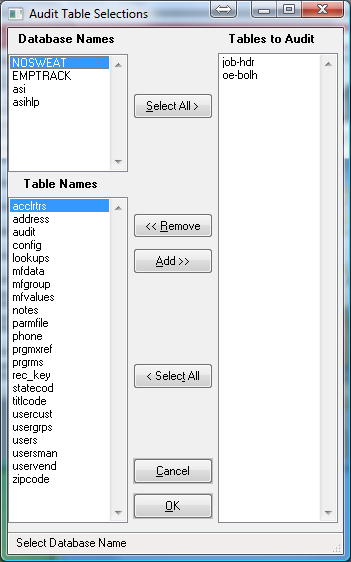 Audit Table Selections
Database Names
NOSWEAT
EMPTRACK
asi
asihlp
Select All >
Tables to Audit
job-hdr
oe-bolh
Table Names
acclrtrs
address
audit
config
lookups
mfdata
mfgroup
mfvalues
notes
parmfile
phone
prgmxref
prgrms
rec_key
statecod
titlcode
usercust
usergrps
users
usersman
uservend
zipcode
<< Remove
Add >>
< Select All
Cancel
OK
Select Database Name